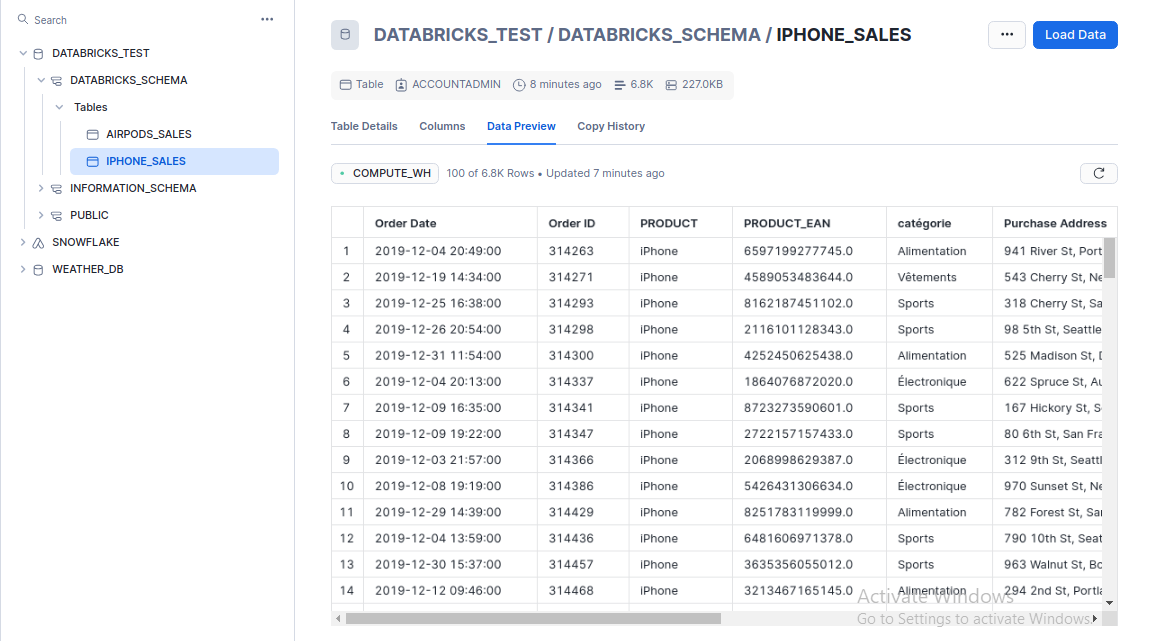 Search
DATABRICKS_TEST
DATABRICKS_SCHEMA
Tables
AIRPODS_SALES
IPHONE_SALES
INFORMATION_SCHEMA
PUBLIC
SNOWFLAKE
WEATHER_DB
DATABRICKS_TEST / DATABRICKS_SCHEMA / IPHONE_SALES
Load Data
Table ACCOUNTADMIN 8 minutes ago 6.8K 227.0KB
Table Details Columns Data Preview Copy History
COMPUTE_WH 100 of 6.8K Rows • Updated 7 minutes ago
Order Date Order ID PRODUCT PRODUCT_EAN catégorie Purchase Address
1 2019-12-04 20:49:00 314263 iPhone 6597199277745.0 Alimentation 941 River St, Port
2 2019-12-19 14:34:00 314271 iPhone 4589053483644.0 Vêtements 543 Cherry St, Ne
3 2019-12-25 16:38:00 314293 iPhone 8162187451102.0 Sports 318 Cherry St, Sa
4 2019-12-26 20:54:00 314298 iPhone 2116101128343.0 Sports 98 5th St, Seattle
5 2019-12-31 11:54:00 314300 iPhone 4252450625438.0 Alimentation 525 Madison St,
6 2019-12-04 20:13:00 314337 iPhone 1864076872020.0 Électronique 622 Spruce St, Au
7 2019-12-09 16:35:00 314341 iPhone 8723273590601.0 Sports 167 Hickory St, S
8 2019-12-09 19:22:00 314347 iPhone 2722157157433.0 Sports 80 6th St, San Fra
9 2019-12-03 21:57:00 314366 iPhone 2068998629387.0 Électronique 312 9th St, Seatt
10 2019-12-08 19:19:00 314386 iPhone 5426431306634.0 Électronique 970 Sunset St, Ne
11 2019-12-29 14:39:00 314429 iPhone 8251783119999.0 Alimentation 782 Forest St, Sa
12 2019-12-04 13:59:00 314436 iPhone 6481606971378.0 Sports 790 10th St, Seat
13 2019-12-30 15:37:00 314457 iPhone 3635356055012.0 Sports 963 Walnut St, Bo
14 2019-12-12 09:46:00 314468 iPhone 3213467165145.0 Alimentation 294 2nd St, Portla
Activate Windows
Go to Settings to activate Windows.